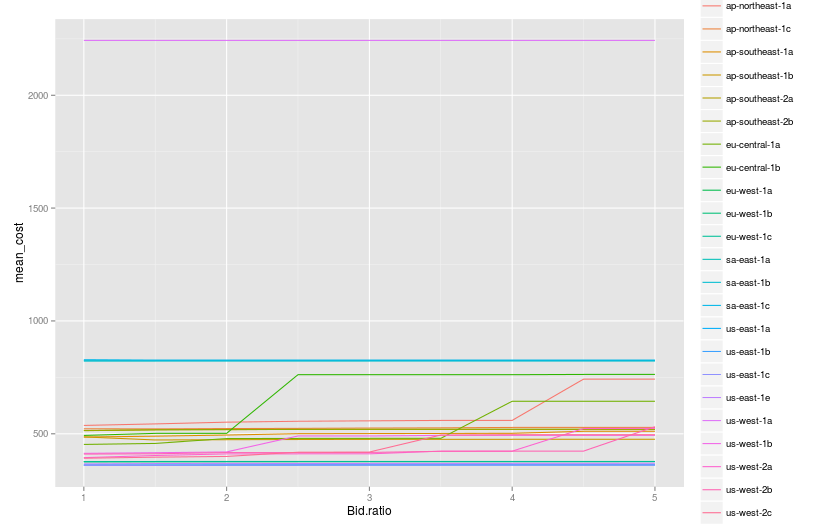 mean_cost
2000
1500
1000
500
1
2
3
4
5
Bid.ratio
ap-northeast-1a
ap-northeast-1c
ap-southeast-1a
ap-southeast-1b
ap-southeast-2a
ap-southeast-2b
eu-central-1a
eu-central-1b
eu-west-1a
eu-west-1b
eu-west-1c
sa-east-1a
sa-east-1b
sa-east-1c
us-east-1a
us-east-1b
us-east-1c
us-east-1e
us-west-1a
us-west-1b
us-west-2a
us-west-2b
us-west-2c